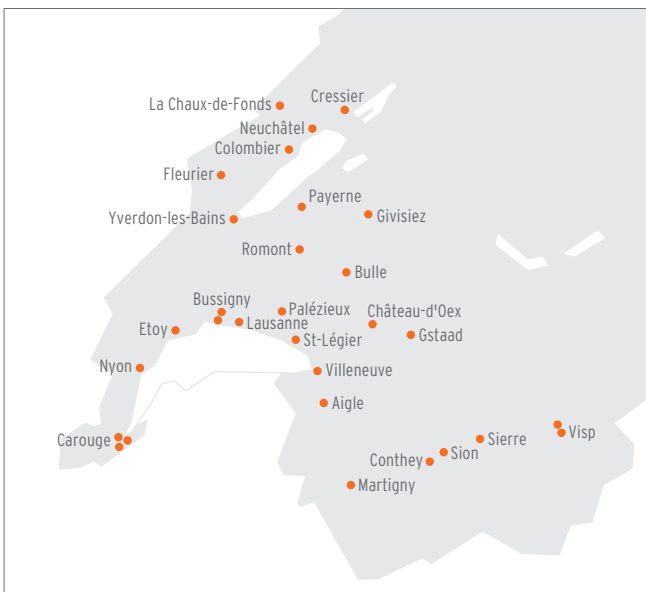 Cressier
La Chaux-de-Fonds
Neuchâtel
Colombier
Fleurier
Payerne
Givisiez
Yverdon-les-Bains
Romont
Bulle
Bussigny
Palézieux
Château-d'Oex
Lausanne
Etoy
Gstaad
St-Légier
Nyon
Villeneuve
Aigle
Carouge
Visp
Sierre
Sion
Conthey
Martigny